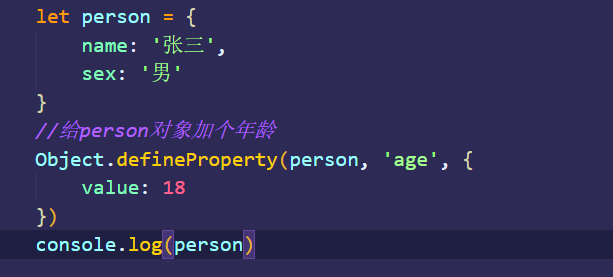 let person = {
name: '张三',
sex: '男'
}
//给person对象加个年龄
Object.defineProperty(person, 'age', {
value: 18
})
console.log(person)